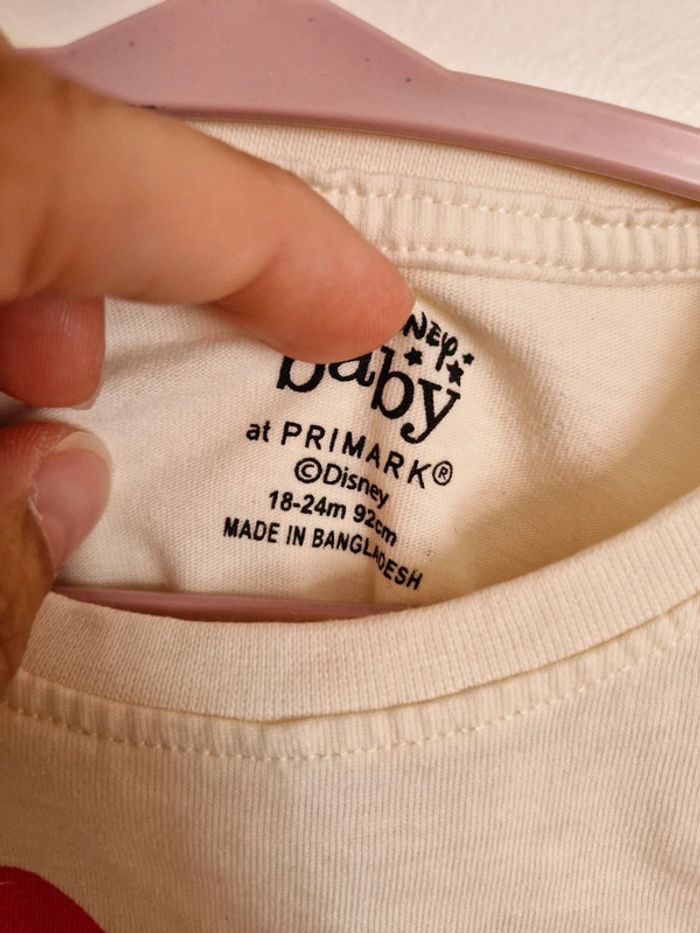 baby
at PRIMARK®
©Disney
18-24m 92cm
MADE IN BANGLADESH